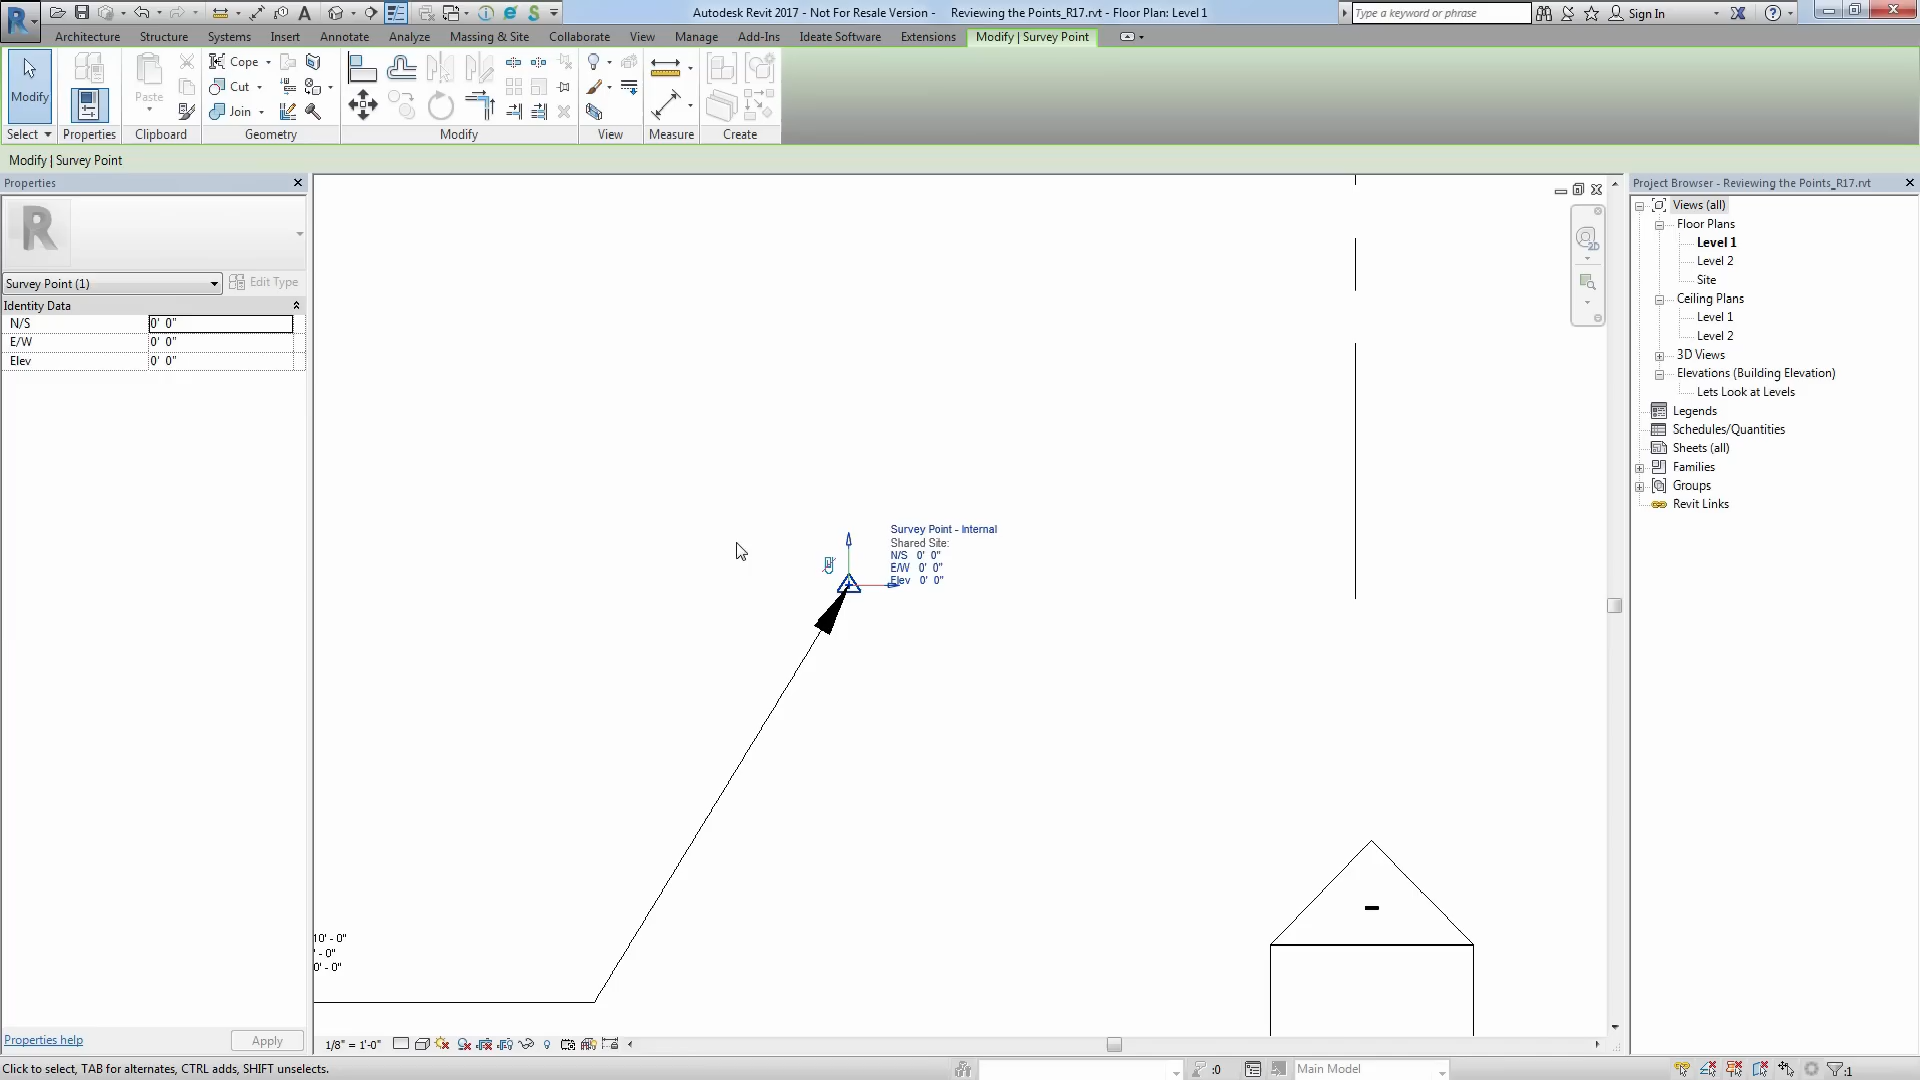 Autodesk Revit 2017 - Not For Resale Version - Reviewing the Points_R17.rvt - Floor Plan: Level 1
Type a keyword or phrase
Sign In
Architecture Structure Systems Insert Annotate Analyze Massing & Site Collaborate View Manage Add-Ins Ideate Software Extensions Modify | Survey Point
Modify
Paste
Cope
Cut
Join
Select Properties Clipboard Geometry Modify View Measure Create
Modify | Survey Point
Properties
Survey Point (1)
Edit Type
Identity Data
N/S 0' 0"
E/W 0' 0"
Elev 0' 0"
Properties help
Apply
Survey Point - Internal
Shared Site:
N/S 0' 0"
E/W 0' 0"
Elev 0' 0"
10' - 0"
' - 0"
0' - 0"
1/8" = 1'-0"
Project Browser - Reviewing the Points_R17.rvt
Views (all)
Floor Plans
Level 1
Level 2
Site
Ceiling Plans
Level 1
Level 2
3D Views
Elevations (Building Elevation)
Lets Look at Levels
Legends
Schedules/Quantities
Sheets (all)
Families
Groups
Revit Links
Click to select, TAB for alternates, CTRL adds, SHIFT unselects.
:0
Main Model
:1